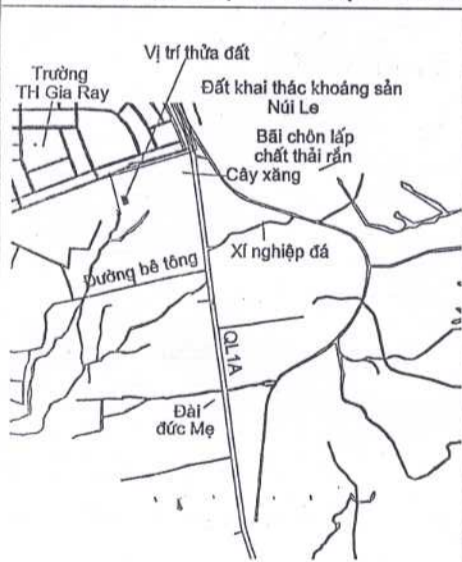 Vị trí thửa đất
Trường
TH Gia Ray
Đất khai thác khoáng sản
Núi Le
Bãi chôn lấp
chất thải rắn
Cây xăng
Xí nghiệp đá
Đường bê tông
QL1A
Đài
đức Mẹ